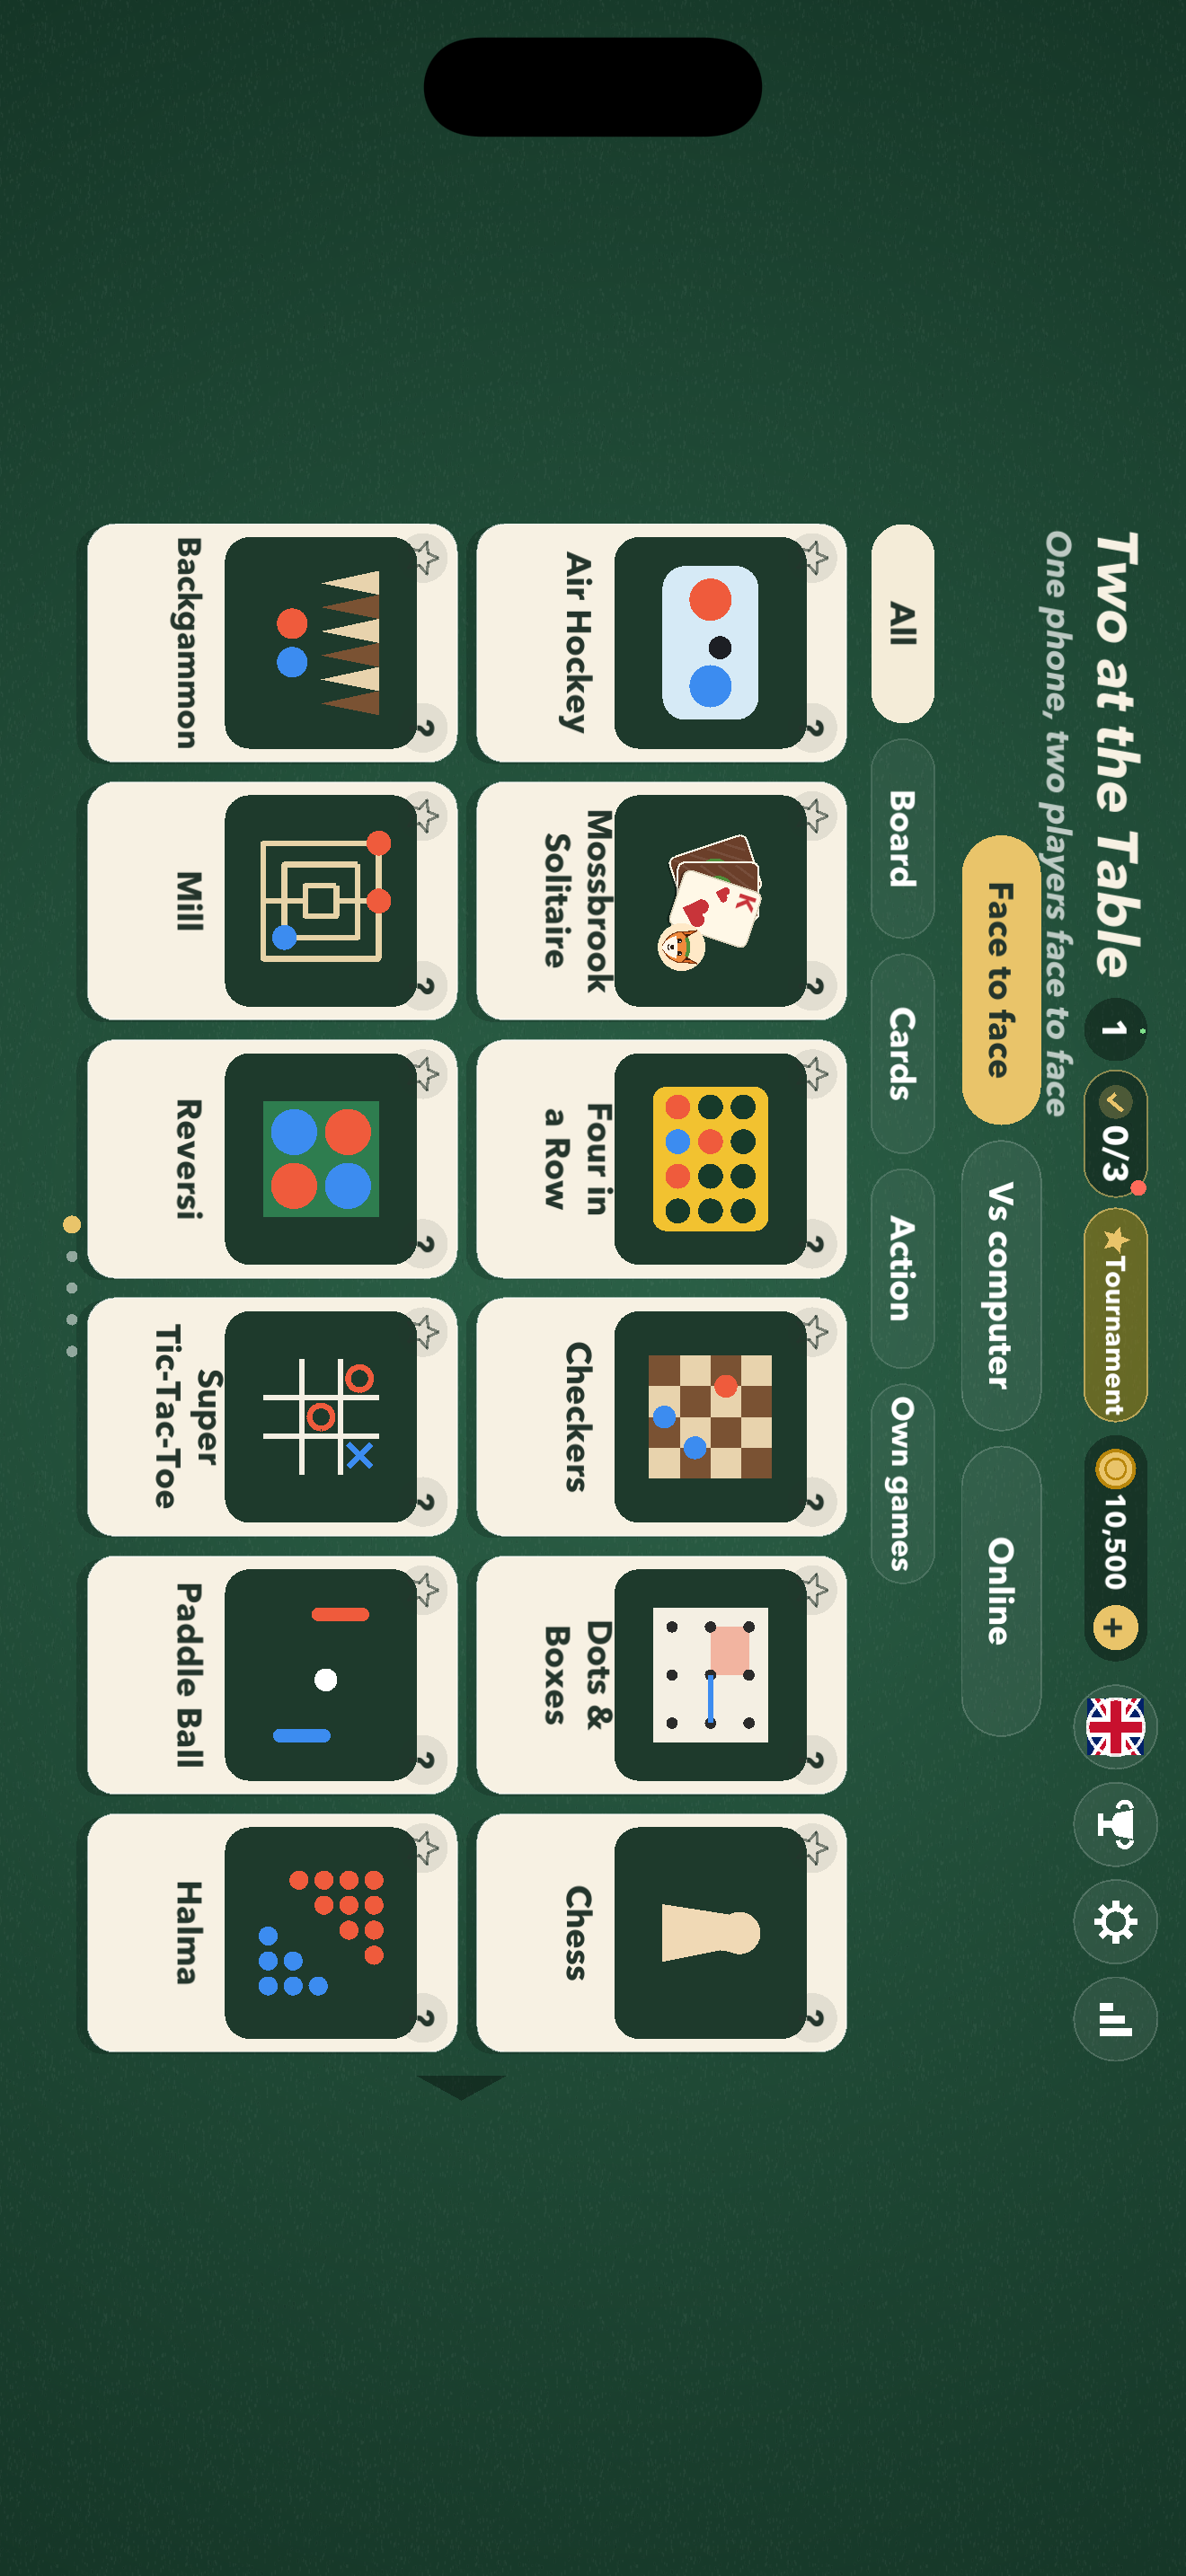 Two at the Table
1
0/3
Tournament
10,500
+
One phone, two players face to face
Face to face
Vs computer
Online
All
Board
Cards
Action
Own games
?
Air Hockey
?
K
Mossbrook
Solitaire
?
Four in
a Row
?
Checkers
?
Dots &
Boxes
?
Chess
?
Backgammon
?
Mill
?
Reversi
?
Super
Tic-Tac-Toe
?
Paddle Ball
?
Halma